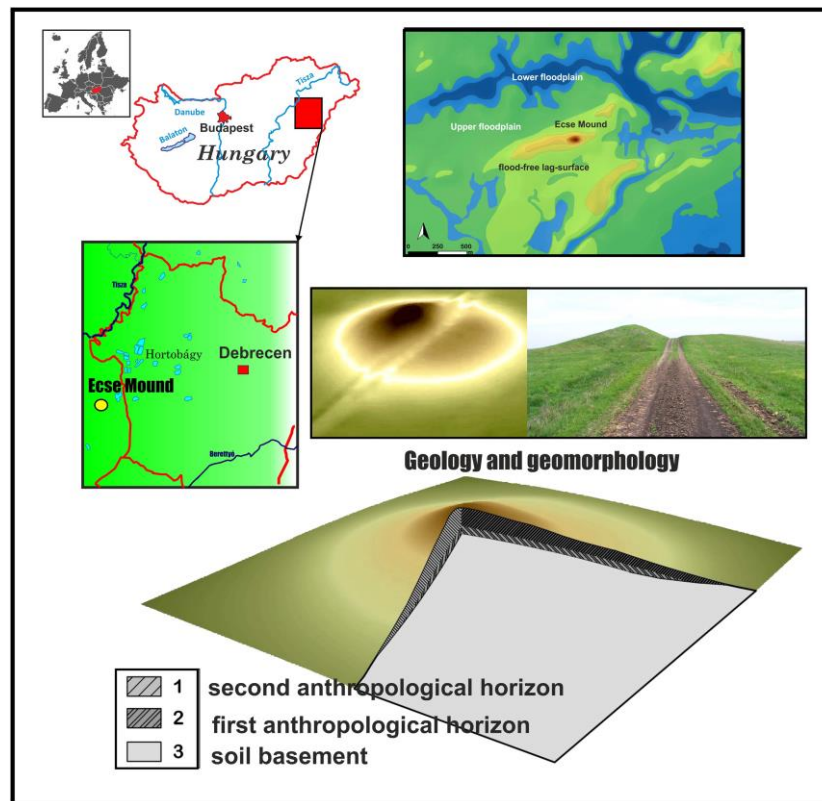 Tisza
Danube
Budapest
Balaton
Hungary
Lower floodplain
Ecse Mound
Upper floodplain
flood-free lag-surface
0 250 500
Tisza
Hortobágy
Debrecen
Ecse Mound
Berettyó
Geology and geomorphology
1 second anthropological horizon
2 first anthropological horizon
3 soil basement